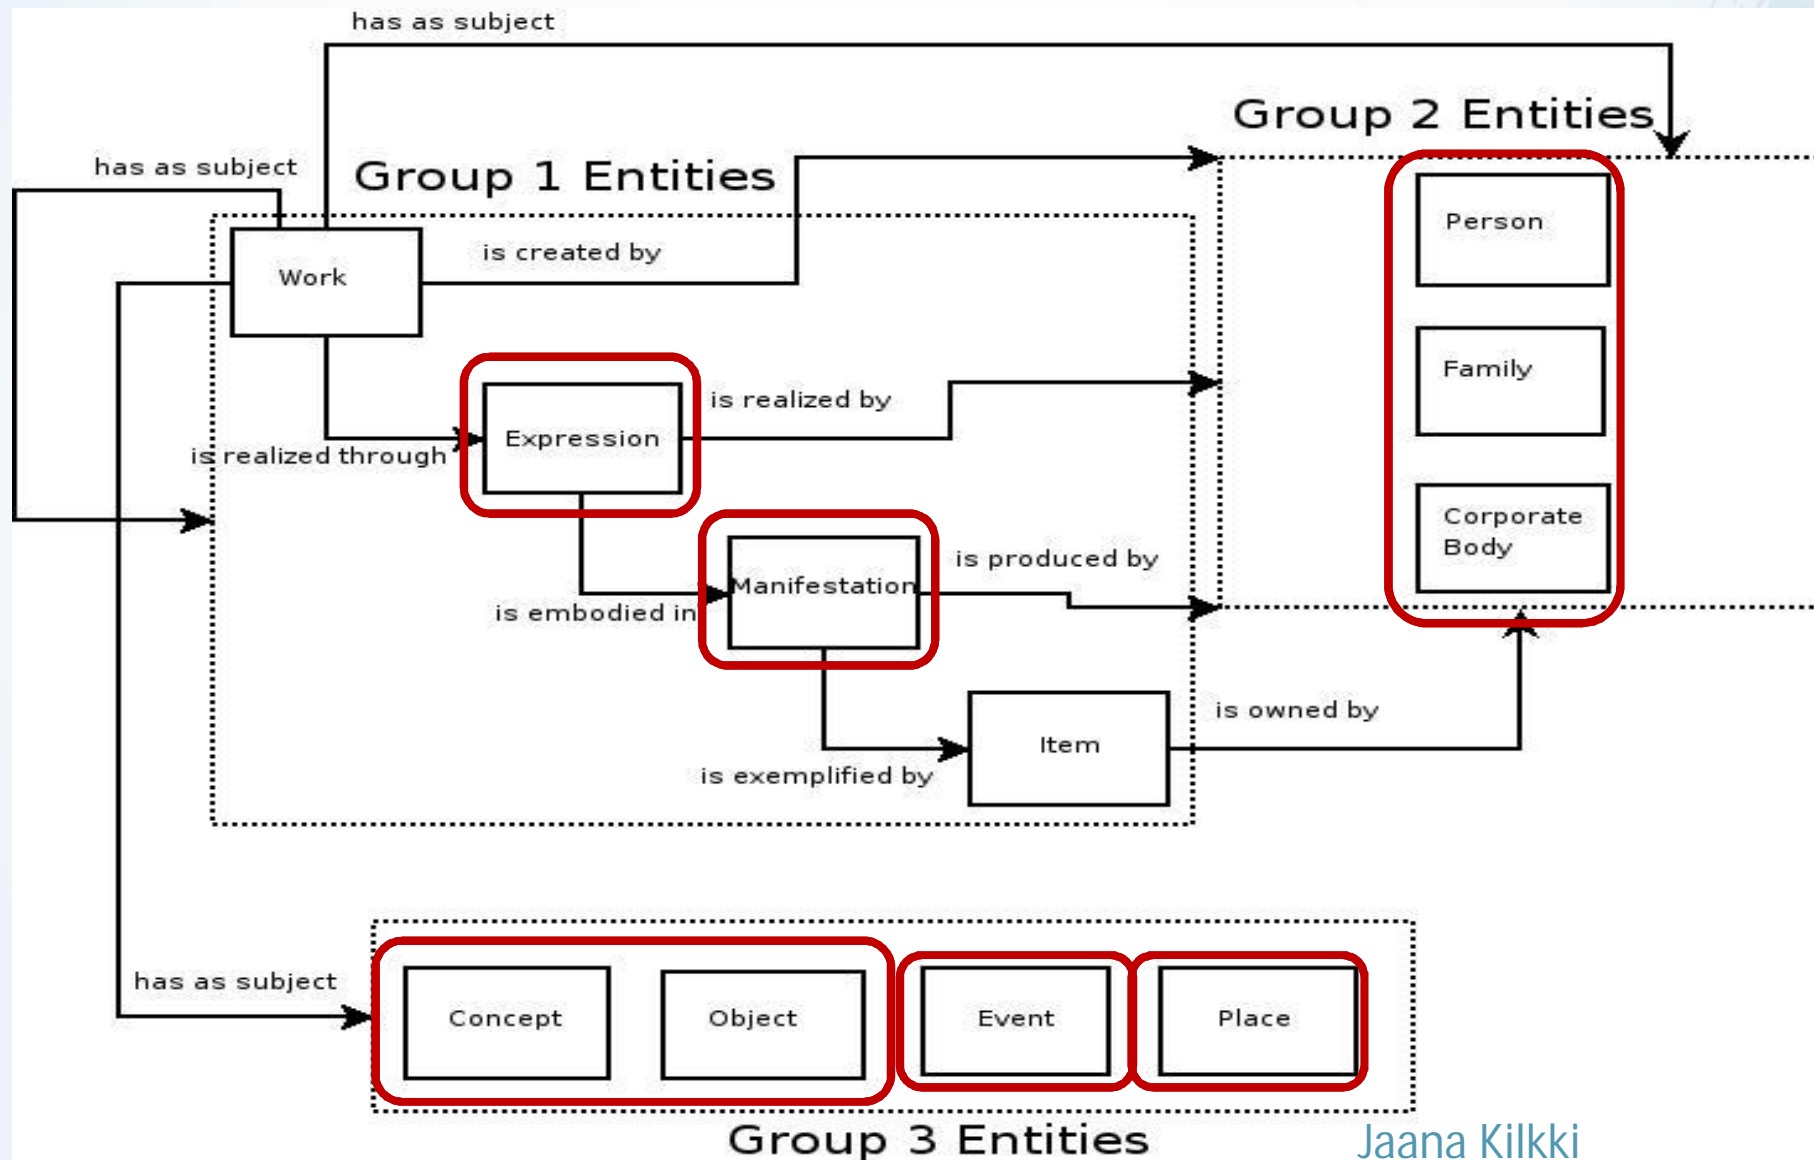 has as subject
Group 2 Entities
has as subject
Group 1 Entities
Person
is created by
Work
Family
is realized by
Expression
is realized through
Corporate
Body
is produced by
Manifestation
is embodied in
is owned by
Item
is exemplified by
has as subject
Concept
Object
Event
Place
Group 3 Entities
Jaana Kilkki